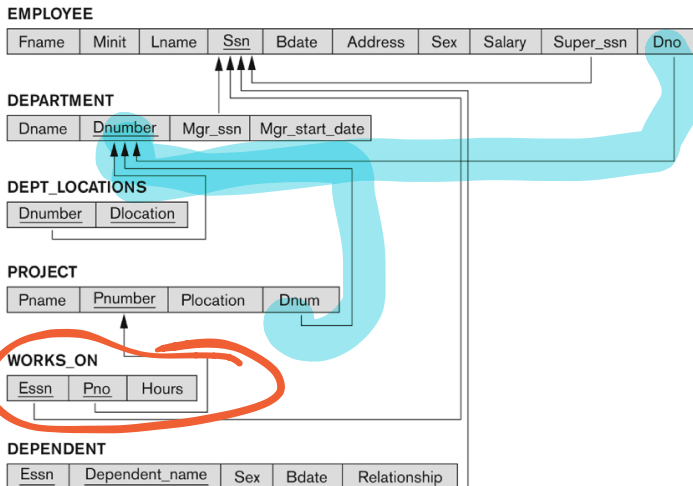 EMPLOYEE
Fname Minit Lname Ssn Bdate Address Sex Salary Super_ssn Dno
DEPARTMENT
Dname Dnumber Mgr_ssn Mgr_start_date
DEPT_LOCATIONS
Dnumber Dlocation
PROJECT
Pname Pnumber Plocation Dnum
WORKS_ON
Essn Pno Hours
DEPENDENT
Essn Dependent_name Sex Bdate Relationship